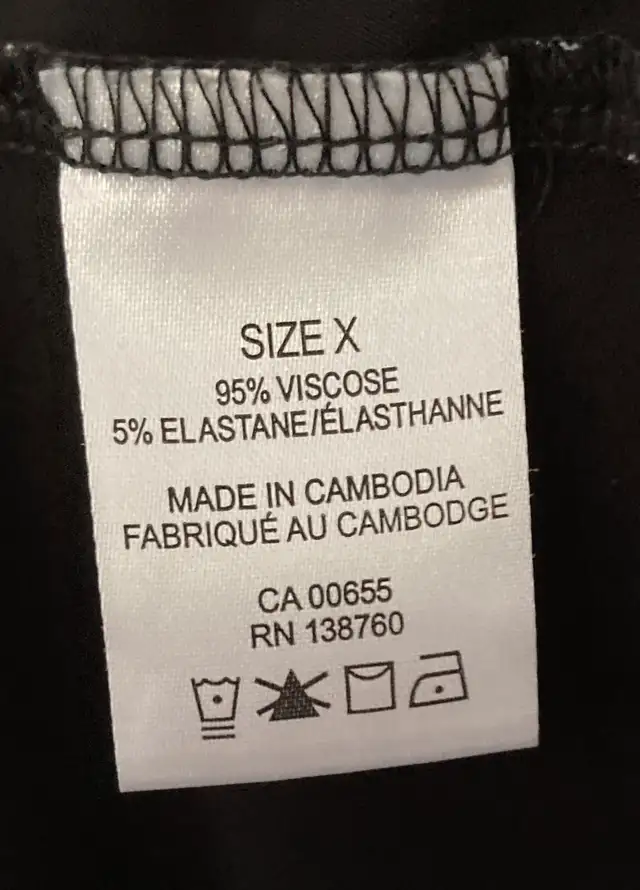 SIZE X
95% VISCOSE
5% ELASTANE/ÉLASTHANNE
MADE IN CAMBODIA
FABRIQUÉ AU CAMBODGE
CA 00655
RN 138760